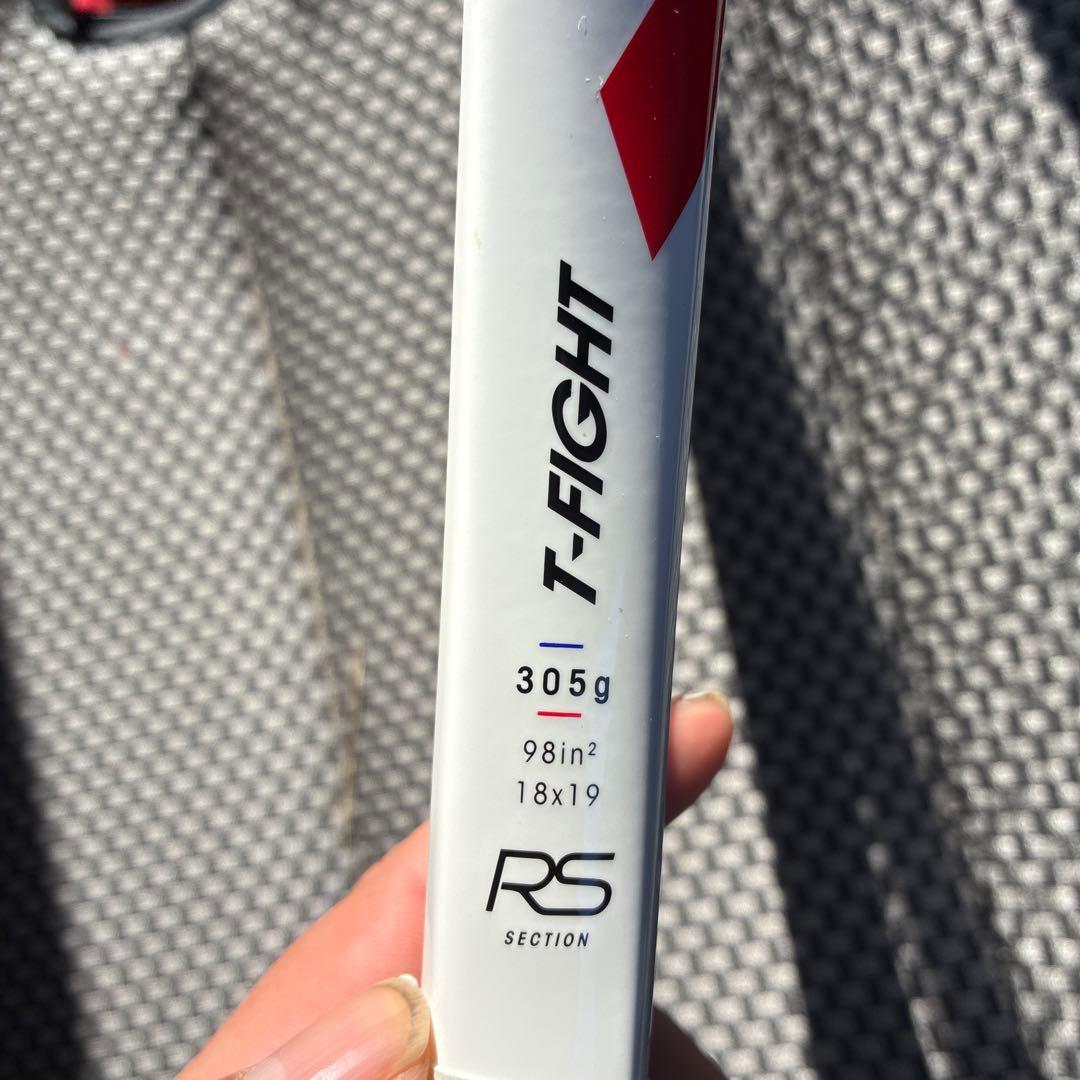 T-FIGHT
305g
98in²
18x19
RS
SECTION